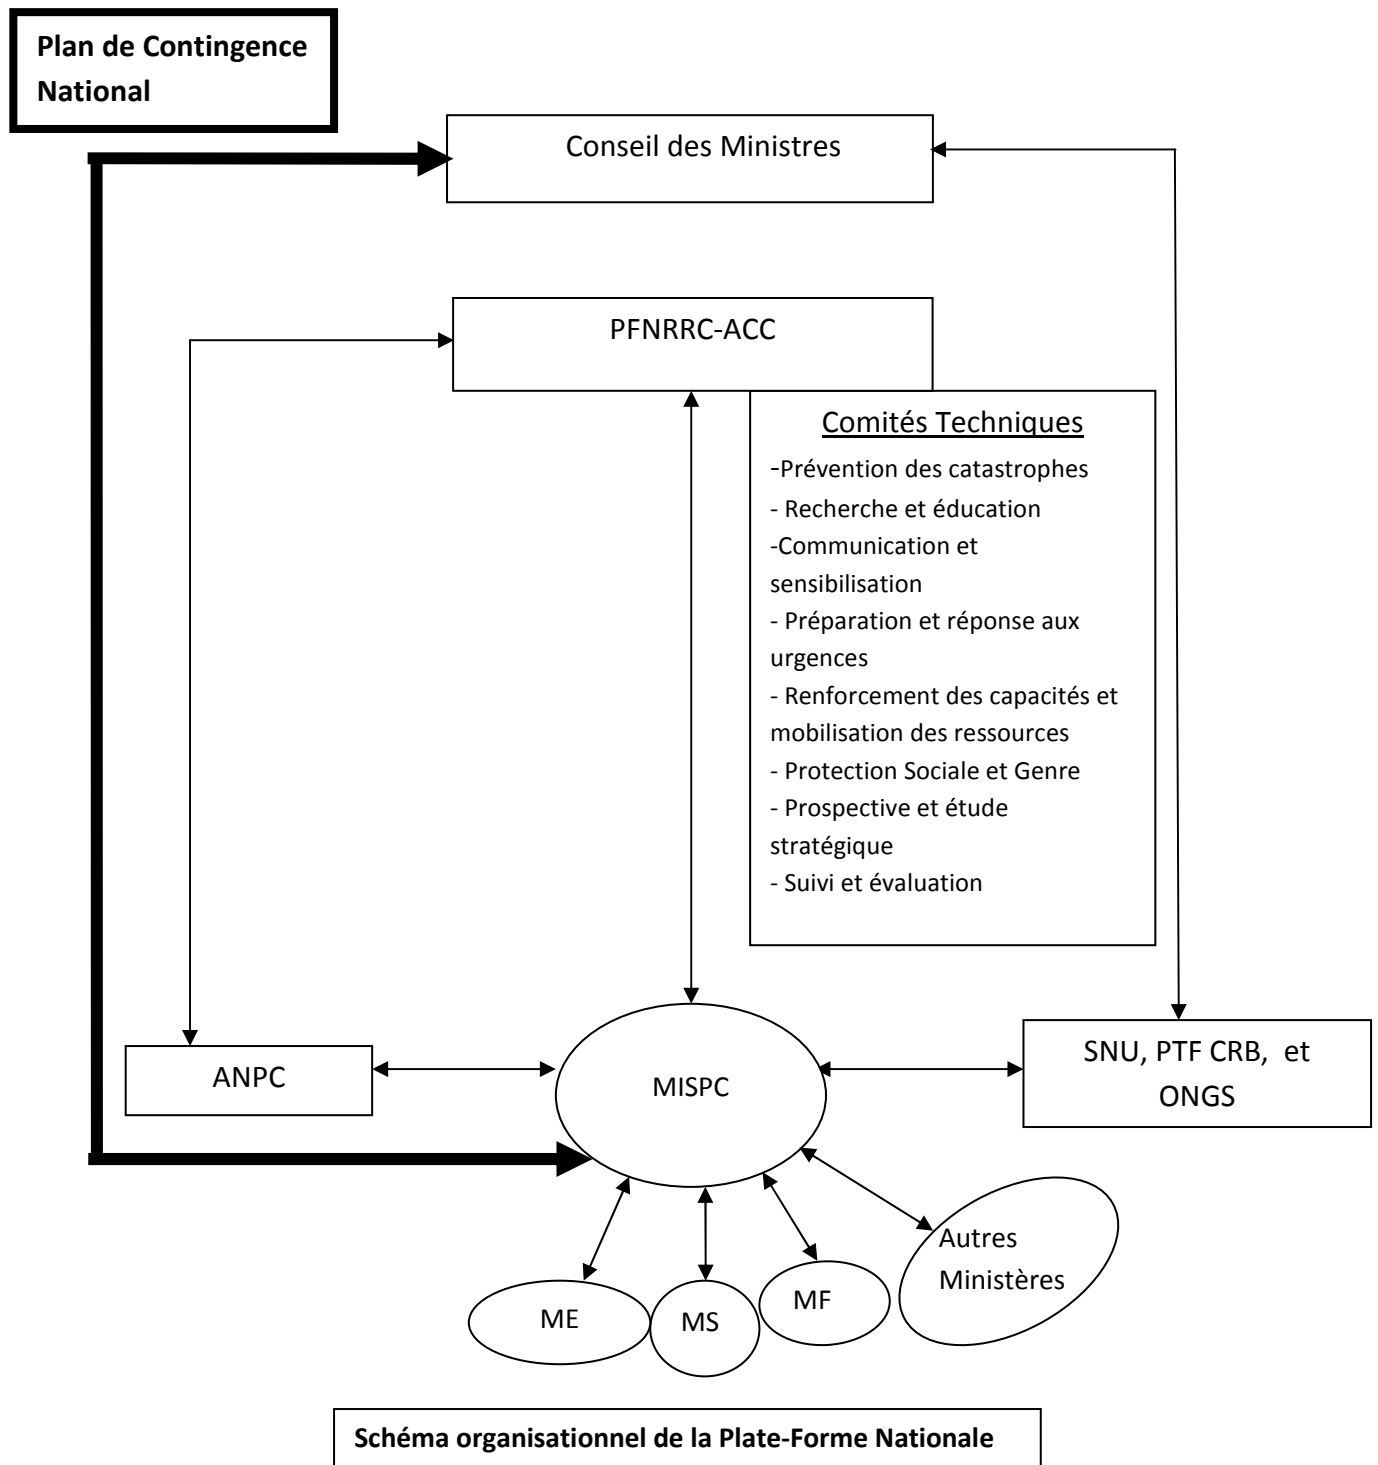 Plan de Contingence
National
Conseil des Ministres
PFNRRC-ACC
Comités Techniques
-Prévention des catastrophes
- Recherche et éducation
-Communication et
sensibilisation
- Préparation et réponse aux
urgences
- Renforcement des capacités et
mobilisation des ressources
- Protection Sociale et Genre
- Prospective et étude
stratégique
- Suivi et évaluation
ANPC
MISPC
SNU, PTF CRB, et
ONGS
Autres
Ministères
ME
MS
MF
Schéma organisationnel de la Plate-Forme Nationale